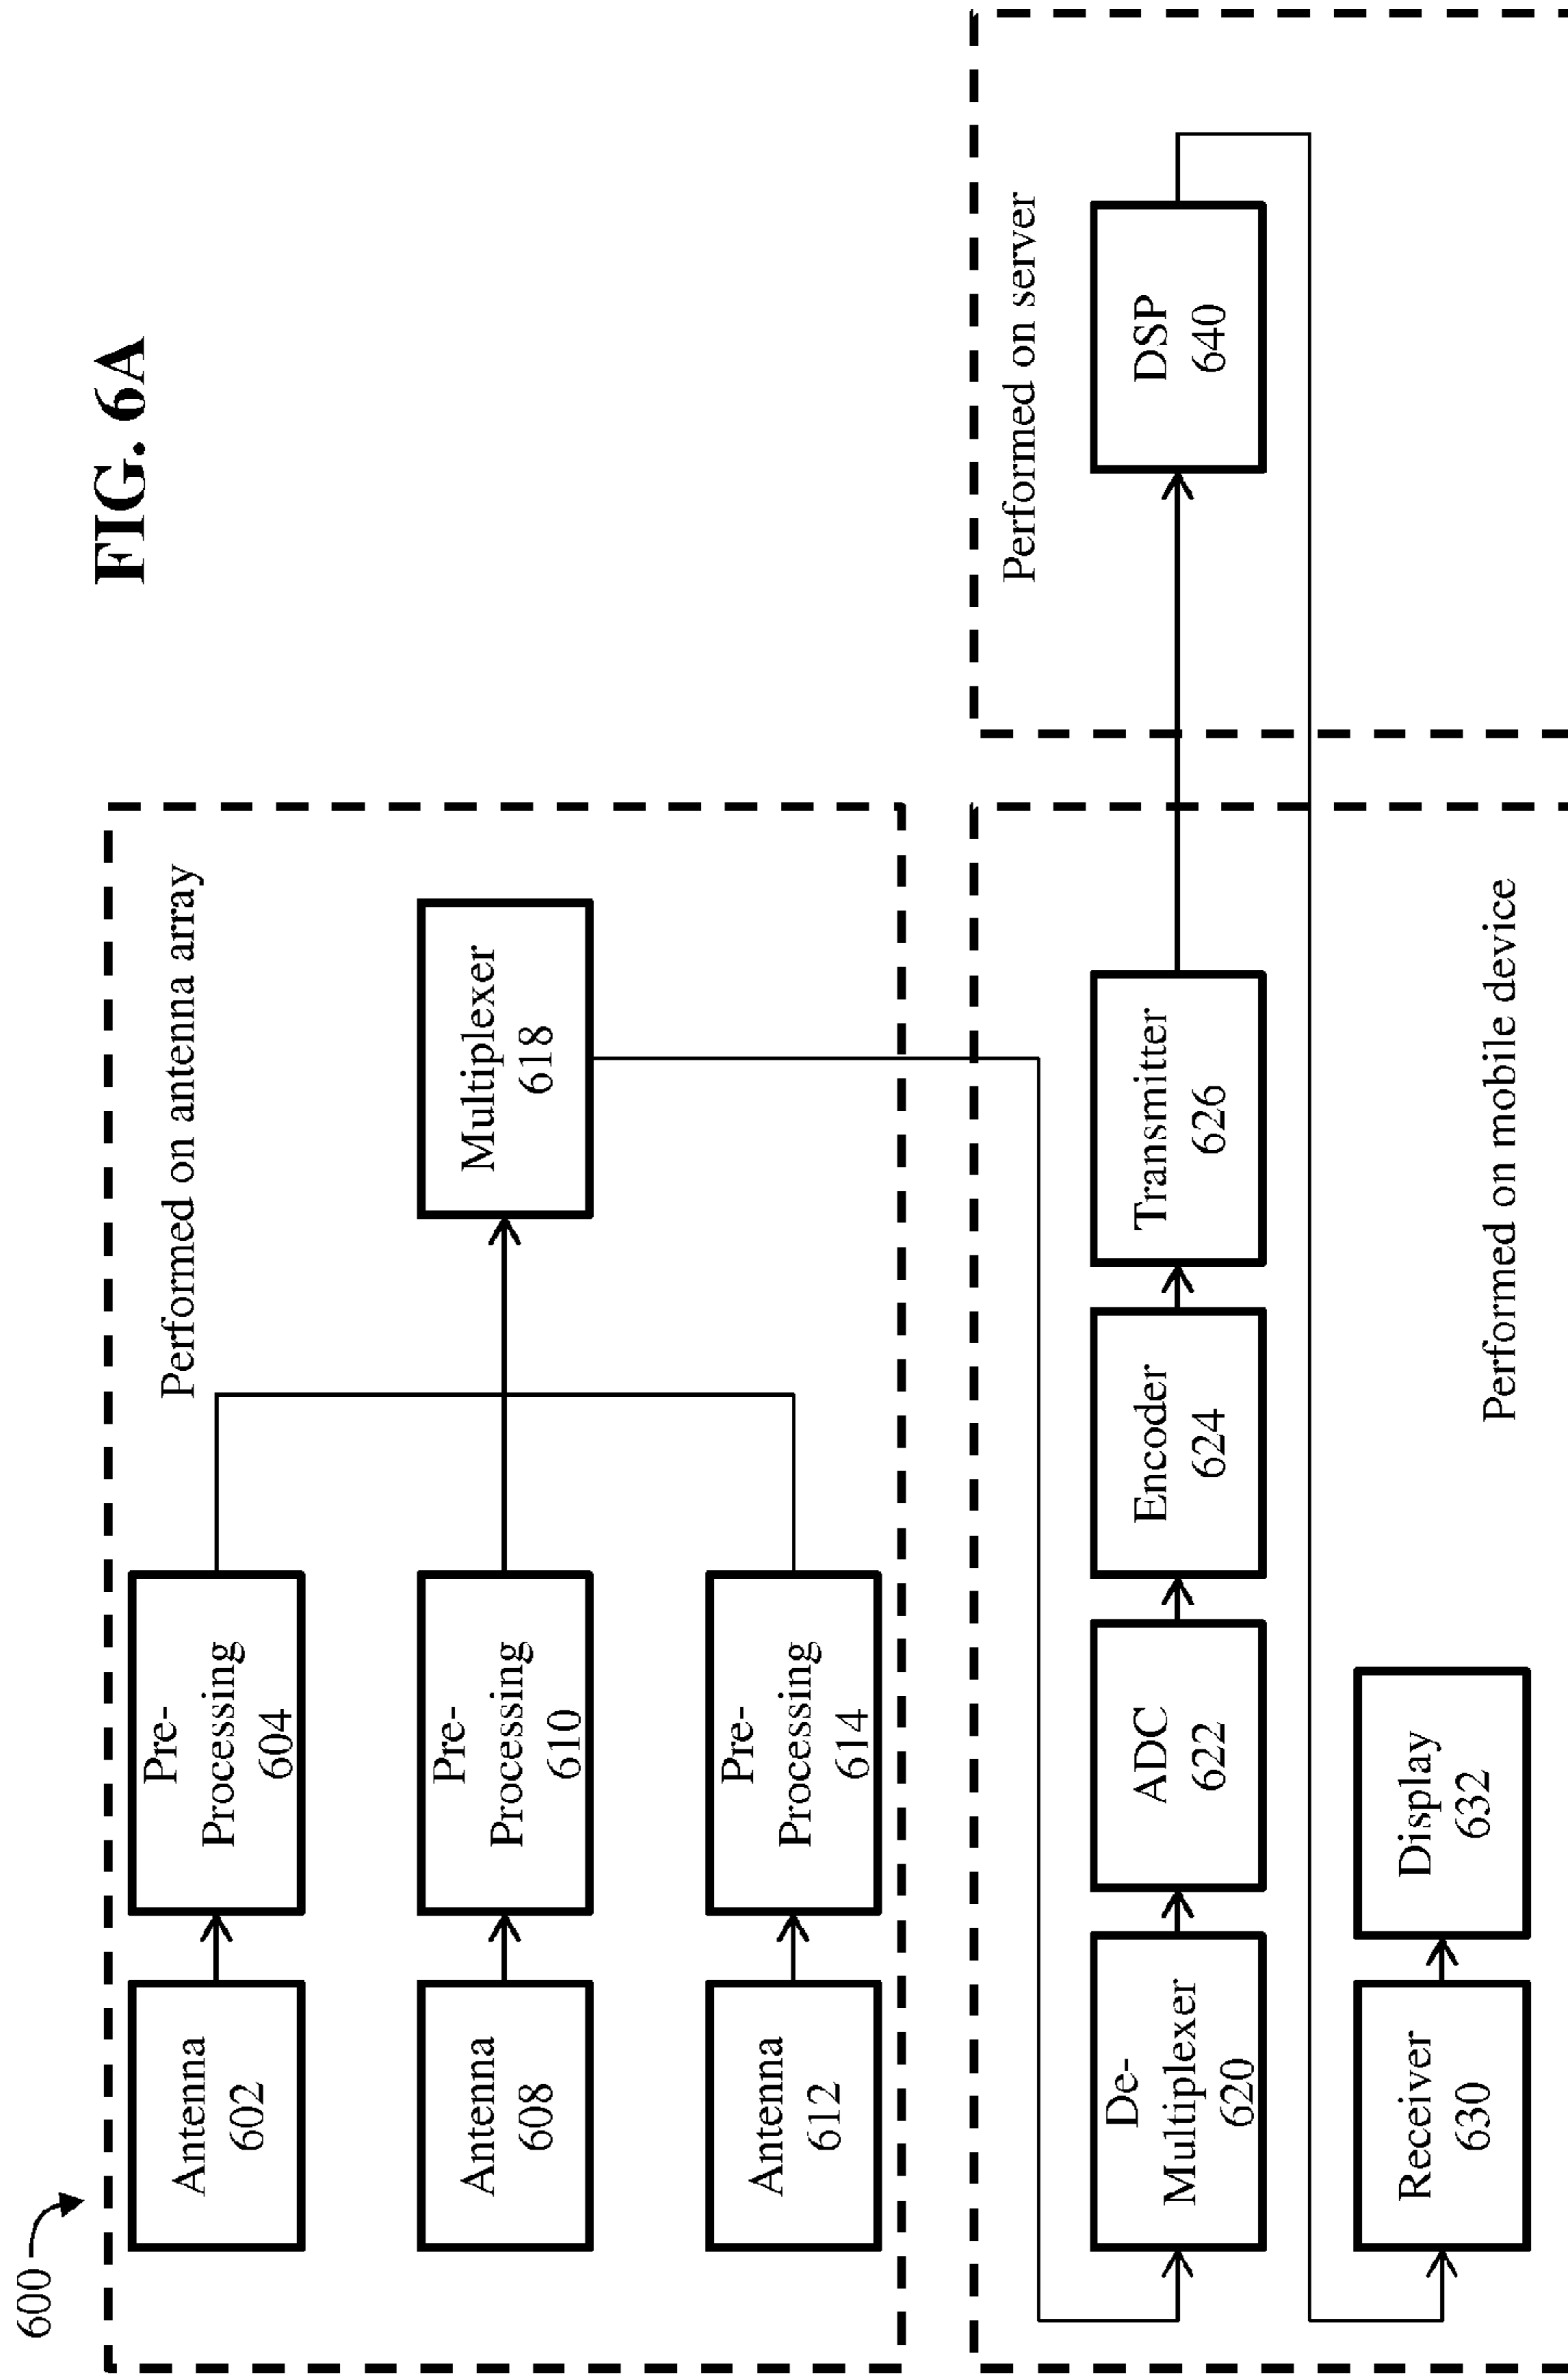 600
FIG. 6A
Performed on antenna array
Antenna
602
Pre-
Processing
604
Antenna
608
Pre-
Processing
610
Multiplexer
618
Antenna
612
Pre-
Processing
614
Performed on server
De-
Multiplexer
620
ADC
622
Encoder
624
Transmitter
626
DSP
640
Receiver
630
Display
632
Performed on mobile device